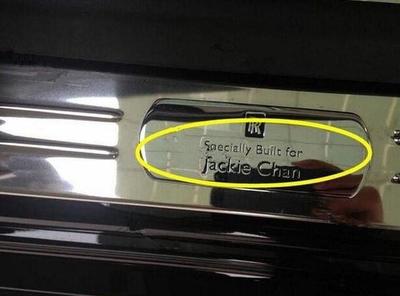 RR
Specially Built for
Jackie Chan